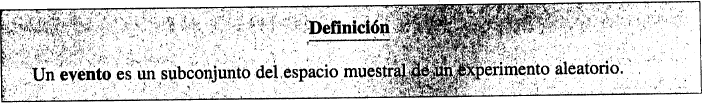 Definición
Un evento es un subconjunto del espacio muestral de un experimento aleatorio.